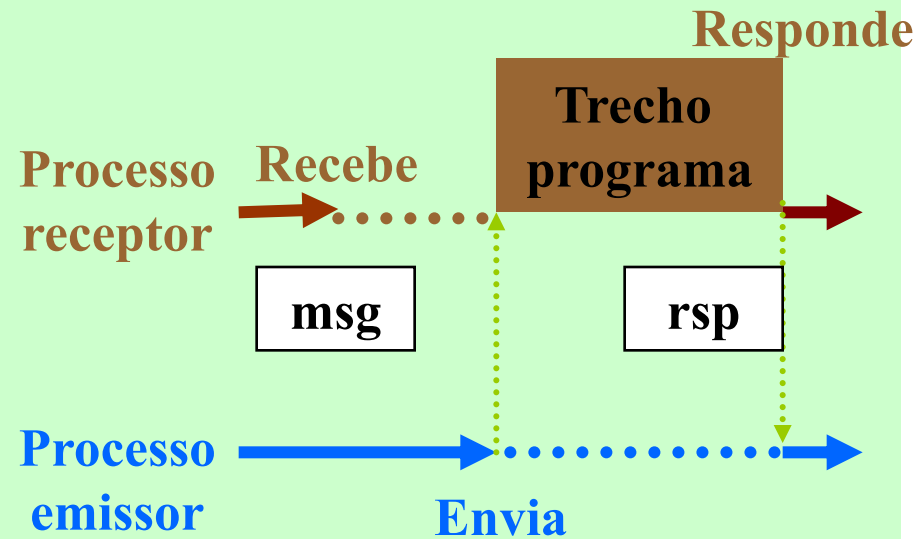 Responde
Trecho
programa
Processo
receptor
Recebe
msg
rsp
Processo
emissor
Envia